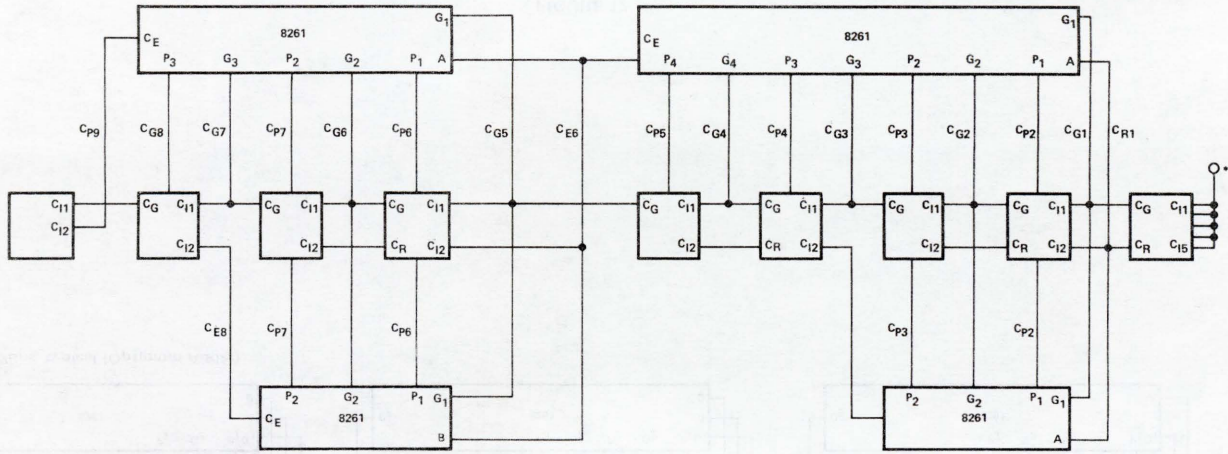 G1 G1
8261 8261
CE CE
P3 G3 P2 G2 P1 A P4 G4 P3 G3 P2 G2 P1 A
CP9 CG8 CG7 CP7 CG6 CP6 CG5 CE6 CP5 CG4 CP4 CG3 CP3 CG2 CP2 CG1 CR1
CI1 CG CI1 CG CI1 CG CI1 CG CI1 CG CI1 CG CI1 CG CI1 CG CI1
CI2 CI2 CI2 CR CI2 CI2 CR CI2 CI2 CR CI2 CR CI5
CE8 CP7 CP6 CP3 CP2
P2 G2 P1 G1 P2 G2 P1 G1
CE 8261 8261
B A